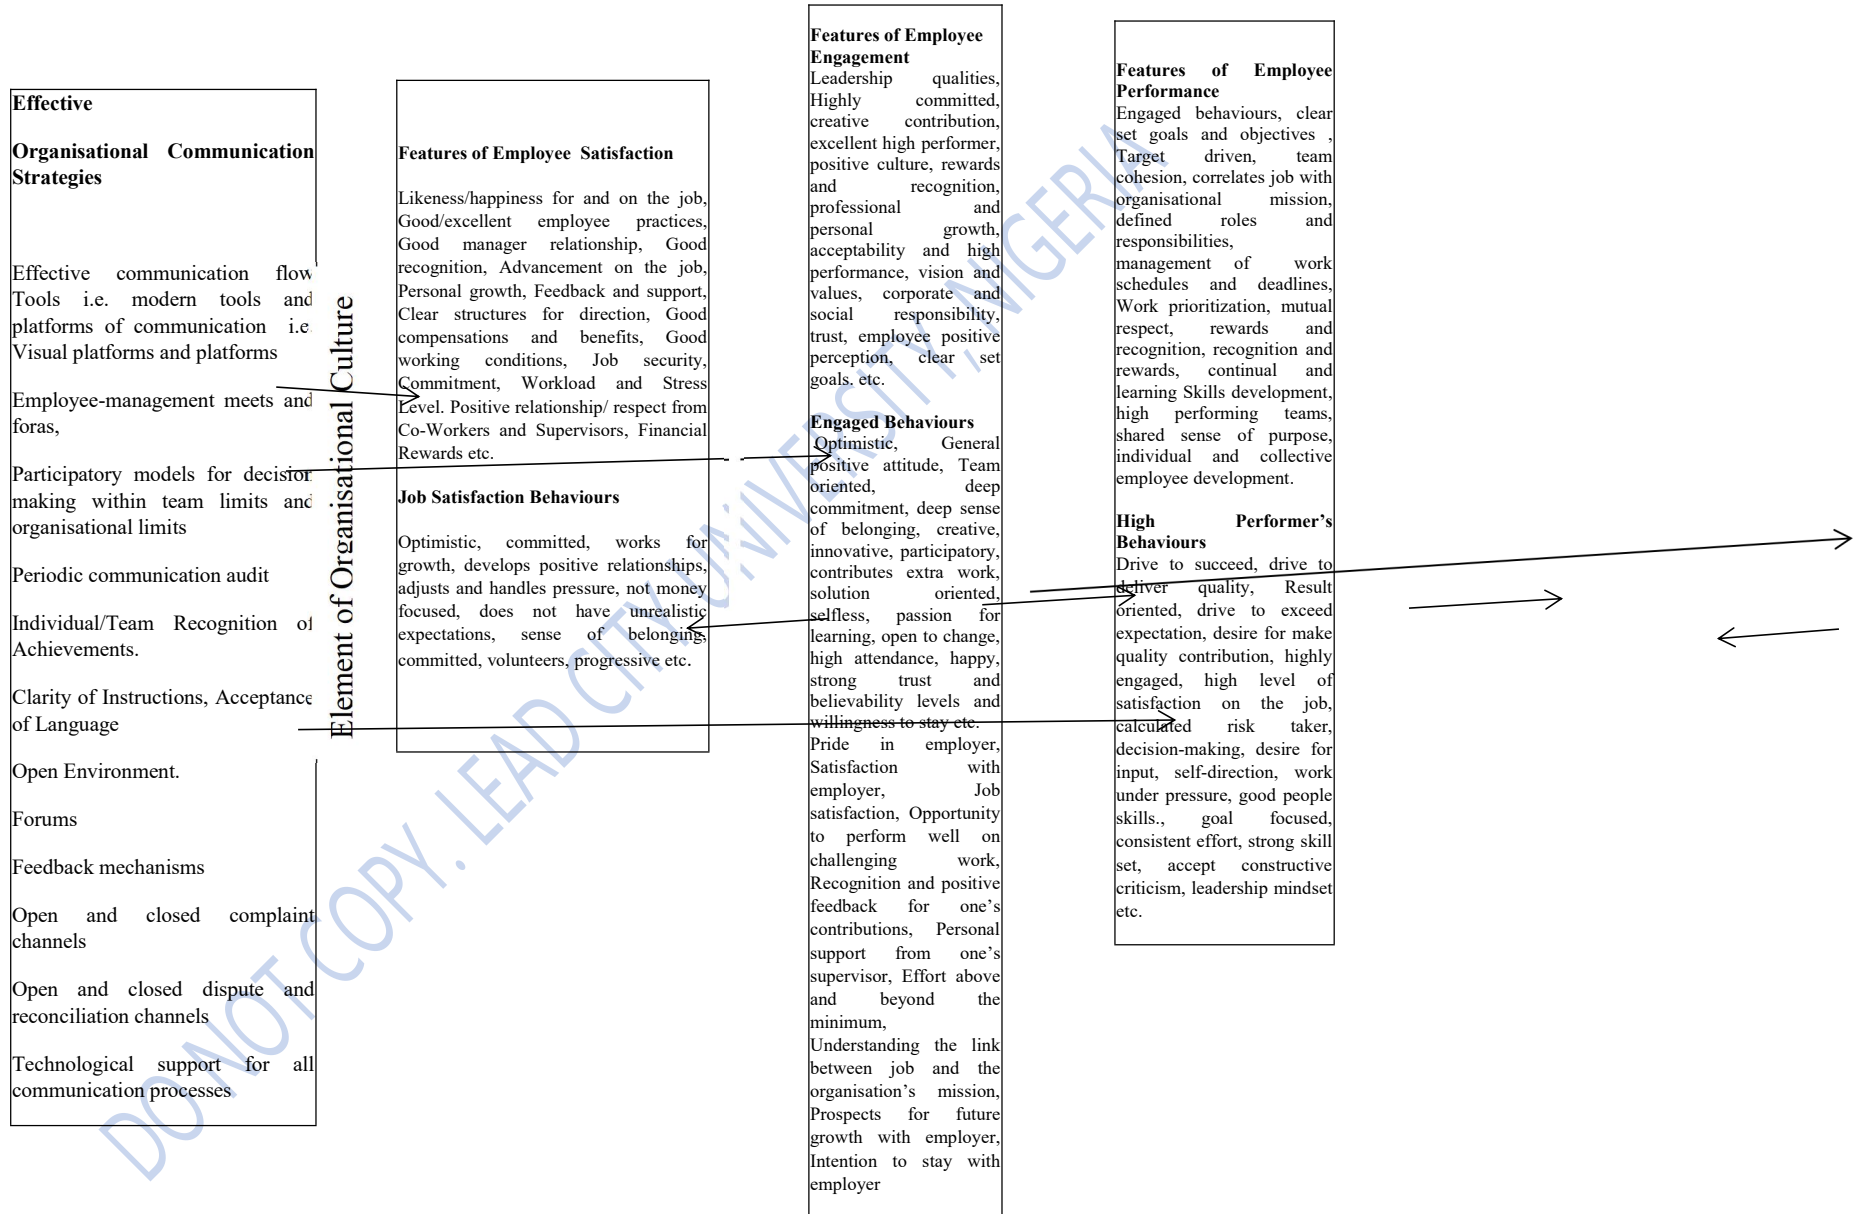 Effective
Organisational Communication
Strategies
Effective communication flow
Tools i.e. modern tools and
platforms of communication i.e.
Visual platforms and platforms
Employee-management meets and
foras,
Participatory models for decision
making within team limits and
organisational limits
Periodic communication audit
Individual/Team Recognition of
Achievements.
Clarity of Instructions, Acceptance
of Language
Open Environment.
Forums
Feedback mechanisms
Open and closed complaint
channels
Open and closed dispute and
reconciliation channels
Technological support for all
communication processes
Element of Organisational Culture
Features of Employee Satisfaction
Likeness/happiness for and on the job,
Good/excellent employee practices,
Good manager relationship, Good
recognition, Advancement on the job,
Personal growth, Feedback and support,
Clear structures for direction, Good
compensations and benefits, Good
working conditions, Job security,
Commitment, Workload and Stress
Level. Positive relationship/ respect from
Co-Workers and Supervisors, Financial
Rewards etc.
Job Satisfaction Behaviours
Optimistic, committed, works for
growth, develops positive relationships,
adjusts and handles pressure, not money
focused, does not have unrealistic
expectations, sense of belonging,
committed, volunteers, progressive etc.
Features of Employee
Engagement
Leadership qualities,
Highly committed,
creative contribution,
excellent high performer,
positive culture, rewards
and recognition,
professional and
personal growth,
acceptability and high
performance, vision and
values, corporate and
social responsibility,
trust, employee positive
perception, clear set
goals. etc.
Engaged Behaviours
Optimistic, General
positive attitude, Team
oriented, deep
commitment, deep sense
of belonging, creative,
innovative, participatory,
contributes extra work,
solution oriented,
selfless, passion for
learning, open to change,
high attendance, happy,
strong trust and
believability levels and
willingness to stay etc.
Pride in employer,
Satisfaction with
employer, Job
satisfaction, Opportunity
to perform well on
challenging work,
Recognition and positive
feedback for one’s
contributions, Personal
support from one’s
supervisor, Effort above
and beyond the
minimum,
Understanding the link
between job and the
organisation’s mission,
Prospects for future
growth with employer,
Intention to stay with
employer
Features of Employee
Performance
Engaged behaviours, clear
set goals and objectives ,
Target driven, team
cohesion, correlates job with
organisational mission,
defined roles and
responsibilities,
management of work
schedules and deadlines,
Work prioritization, mutual
respect, rewards and
recognition, recognition and
rewards, continual and
learning Skills development,
high performing teams,
shared sense of purpose,
individual and collective
employee development.
High Performer’s
Behaviours
Drive to succeed, drive to
deliver quality, Result
oriented, drive to exceed
expectation, desire for make
quality contribution, highly
engaged, high level of
satisfaction on the job,
calculated risk taker,
decision-making, desire for
input, self-direction, work
under pressure, good people
skills., goal focused,
consistent effort, strong skill
set, accept constructive
criticism, leadership mindset
etc.
DO NOT COPY. LEAD CITY UNIVERSITY, NIGERIA